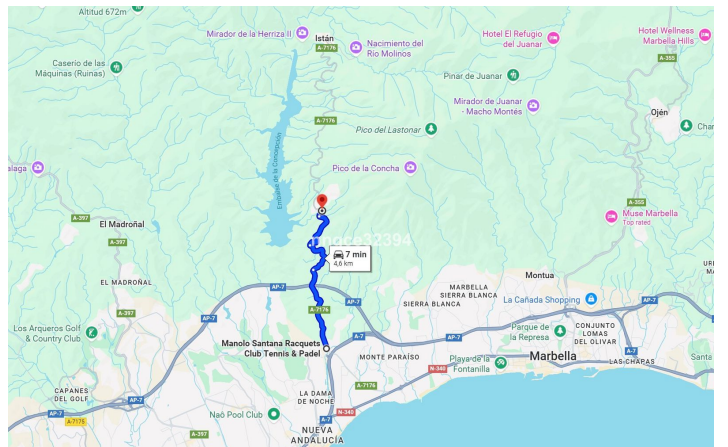 Altitud 672m
Mirador de la Herriza II
Istán
A-7176
Nacimiento del
Rio Molinos
Hotel El Refugio
del Juanar
Hotel Wellness
Marbella Hills
A-355
Caserio de las
Máquinas (Ruinas)
Pinar de Juanar
Mirador de Juanar
- Macho Montés
Ojén
A-7176
Pico del Lastonar
Embalse de la Concepción
Pico de la Concha
A-355
A-397
El Madroñal
A-397
Muse Marbella
Top rated
7 min
4,6 km
EL MADROÑAL
AP-7
AP-7
MARBELLA
SIERRA BLANCA
SIERRA BLANCA
Montua
La Cañada Shopping
AP-7
A-7176
Los Arqueros Golf
& Country Club
A-397
Manolo Santana Racquets
Club Tennis & Padel
A-7
MONTE PARAÍSO
Parque de
la Represa
CONJUNTO
LOMAS
DEL OLIVAR
A-7
Marbella
Playa de la
Fontanilla
N-340
LAS CHAPAS
A-7176
CAPANES
DEL GOLF
LA DAMA
DE NOCHE
AP-7
AP-7
A-7175
Naö Pool Club
N-340
A-7
NUEVA
ANDALUCÍA
A-397